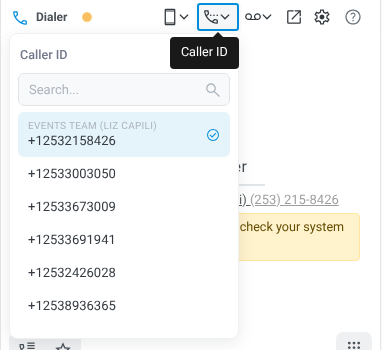 Dialer
Caller ID
Caller ID
Search...
EVENTS TEAM (LIZ CAPILI)
+12532158426
+12533003050
er
+12533673009
i) (253) 215-8426
check your system
+12533691941
+12532426028
+12538936365